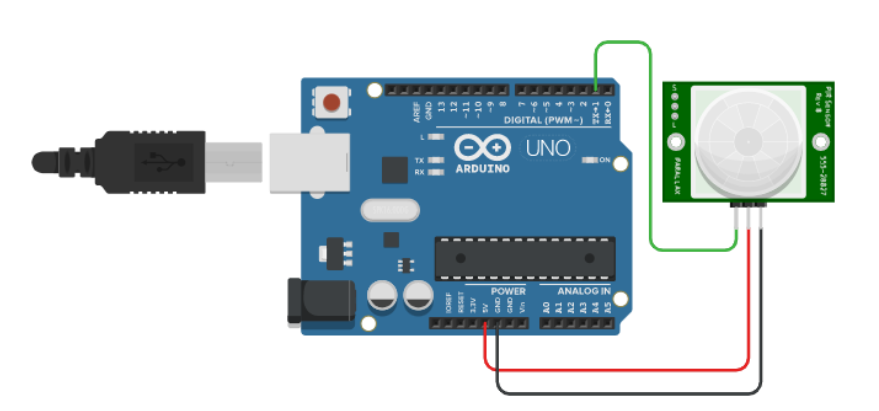 AREF
GND
13
12
~11
~10
~9
8
7
~6
~5
4
~3
2
TX→1
RX←0
DIGITAL (PWM~)
L
TX
RX
ARDUINO
UNO
ON
POWER
ANALOG IN
IOREF
RESET
3.3V
5V
GND
GND
Vin
A0
A1
A2
A3
A4
A5
PIR SENSOR
REV B
555-28027
PARALLAX